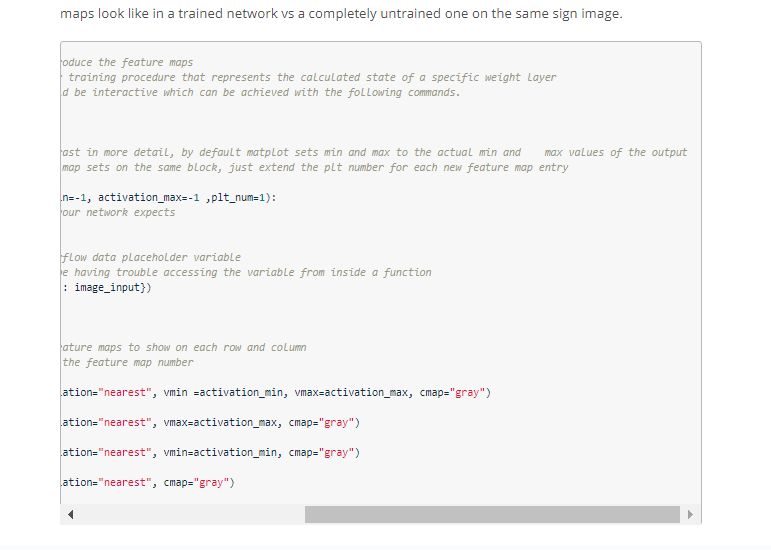 maps look like in a trained network vs a completely untrained one on the same sign image.
oduce the feature maps
training procedure that represents the calculated state of a specific weight layer
d be interactive which can be achieved with the following commands.
ast in more detail, by default matplot sets min and max to the actual min and    max values of the output
map sets on the same block, just extend the plt number for each new feature map entry
n=-1, activation_max=-1 ,plt_num=1):
our network expects
flow data placeholder variable
e having trouble accessing the variable from inside a function
: image_input})
ature maps to show on each row and column
the feature map number
ation="nearest", vmin =activation_min, vmax=activation_max, cmap="gray")
ation="nearest", vmax=activation_max, cmap="gray")
ation="nearest", vmin=activation_min, cmap="gray")
ation="nearest", cmap="gray")